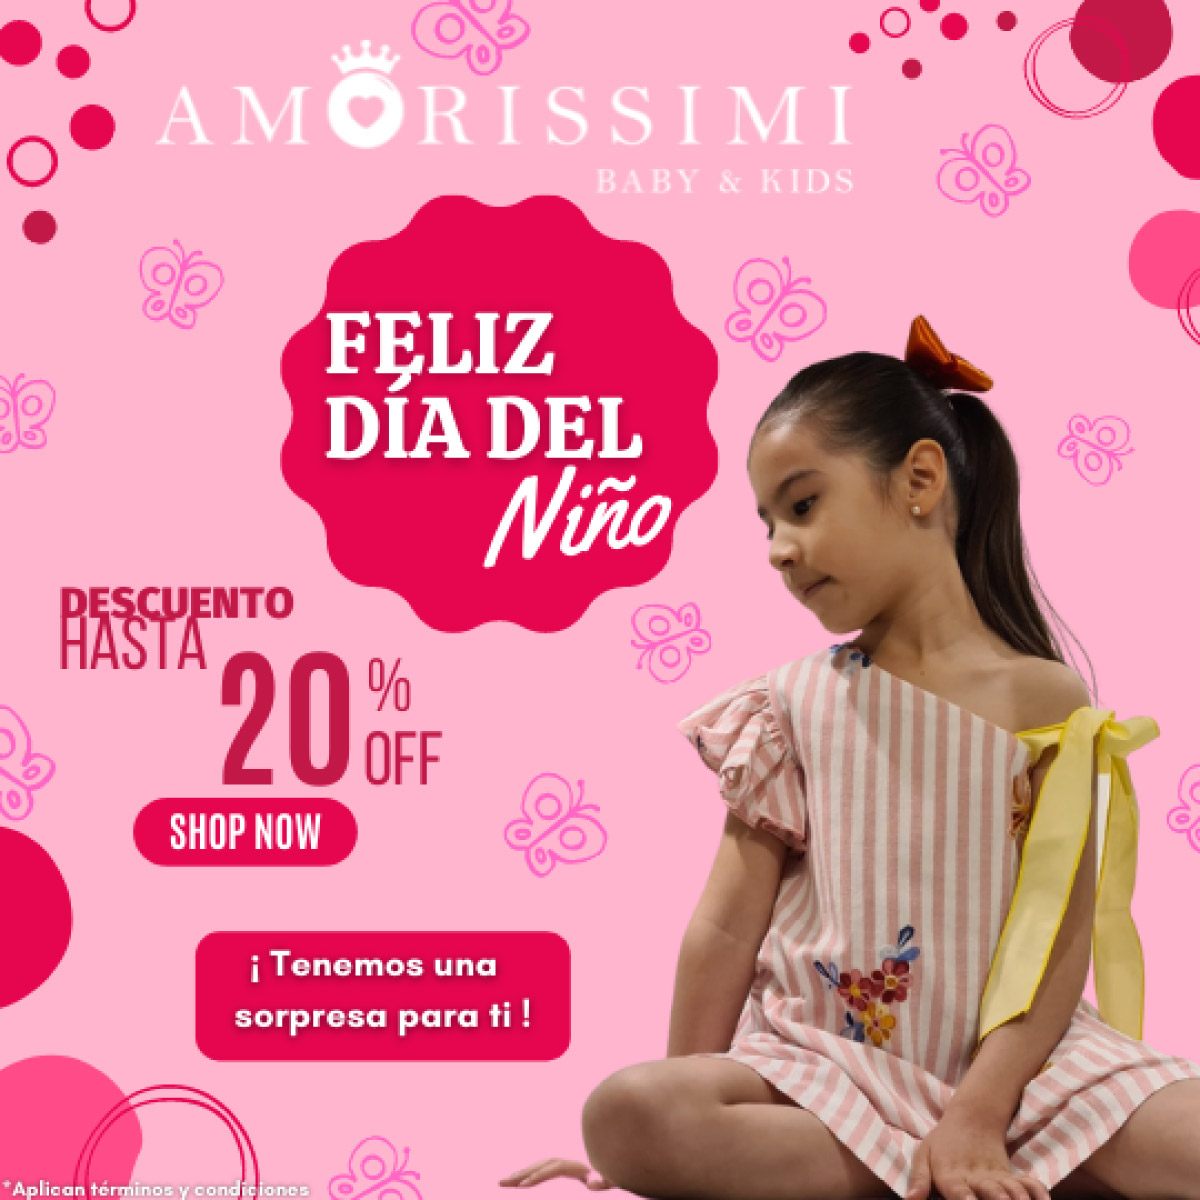 AMORISSIMI
BABY & KIDS
FELIZ
DÍA DEL
Niño
DESCUENTO
HASTA
20 %
OFF
SHOP NOW
¡ Tenemos una
sorpresa para ti !
*Aplican términos y condiciones